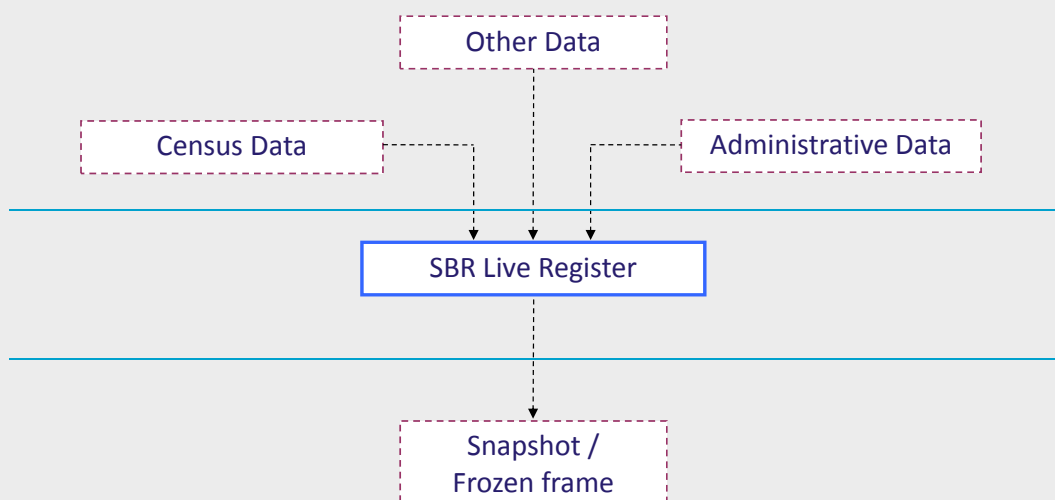 Other Data
Census Data
Administrative Data
SBR Live Register
Snapshot /
Frozen frame